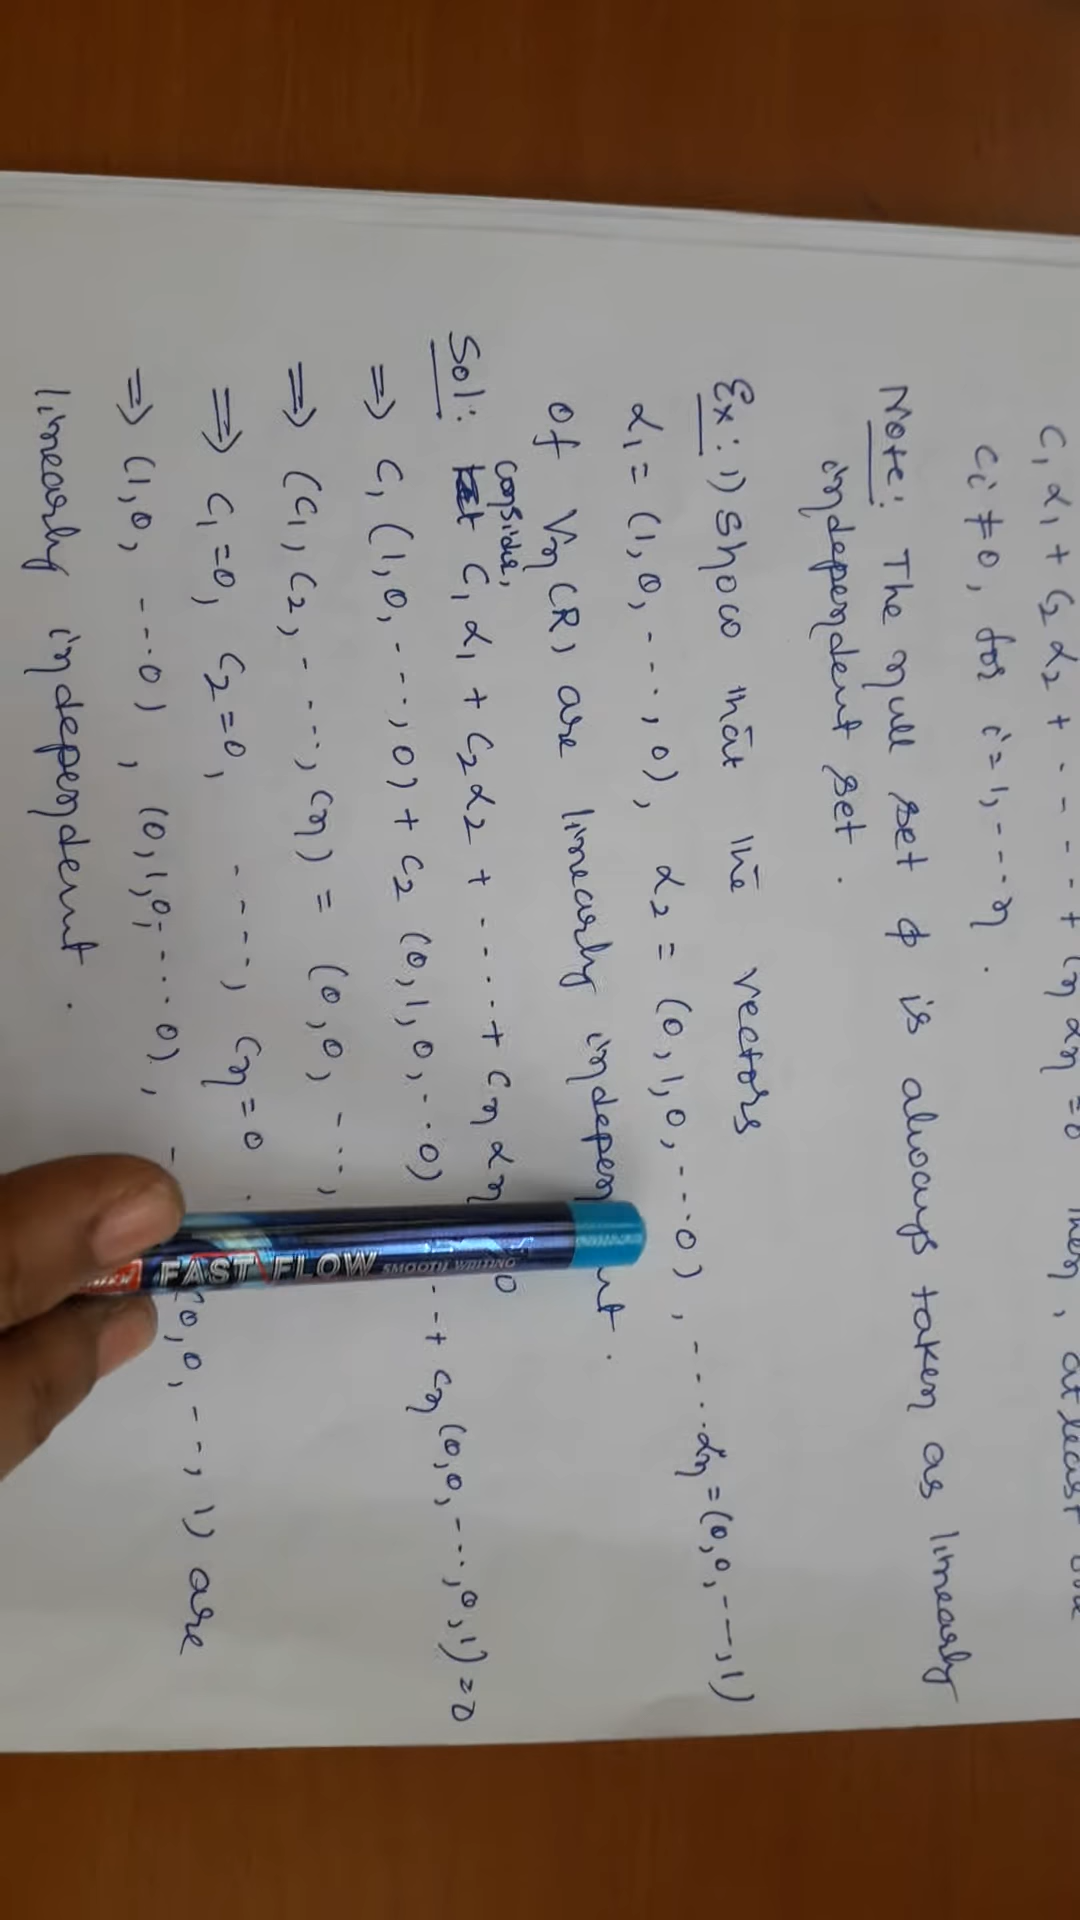 C₁α₁ + C₂α₂ + - - - - + Cnαn = 0 then, at least one
Ci ≠ 0, for i = 1, - - - n.
Note: The null set φ is always taken as linearly
independent set.
Ex: 1) Show that the vectors
α₁ = (1, 0, - - -, 0), α₂ = (0, 1, 0, - - - 0), - - - - αn = (0, 0, - - -, 1)
of Vn(R) are linearly independent.
consider,
Sol: C₁α₁ + C₂α₂ + - - - - + Cnαn 0
⇒ C₁ (1, 0, - - -, 0) + C₂ (0, 1, 0, - - 0) - - + Cn (0, 0, - - -, 0, 1) = 0
⇒ (C₁, C₂, - - - -, Cn) = (0, 0, - - -,
⇒ C₁ = 0, C₂ = 0, - - - -, Cn = 0.
⇒ (1, 0, - - - 0), (0, 1, 0, - - - 0), - (0, 0, - -, 1) are
linearly independent.
FAST FLOW SMOOTH WRITING